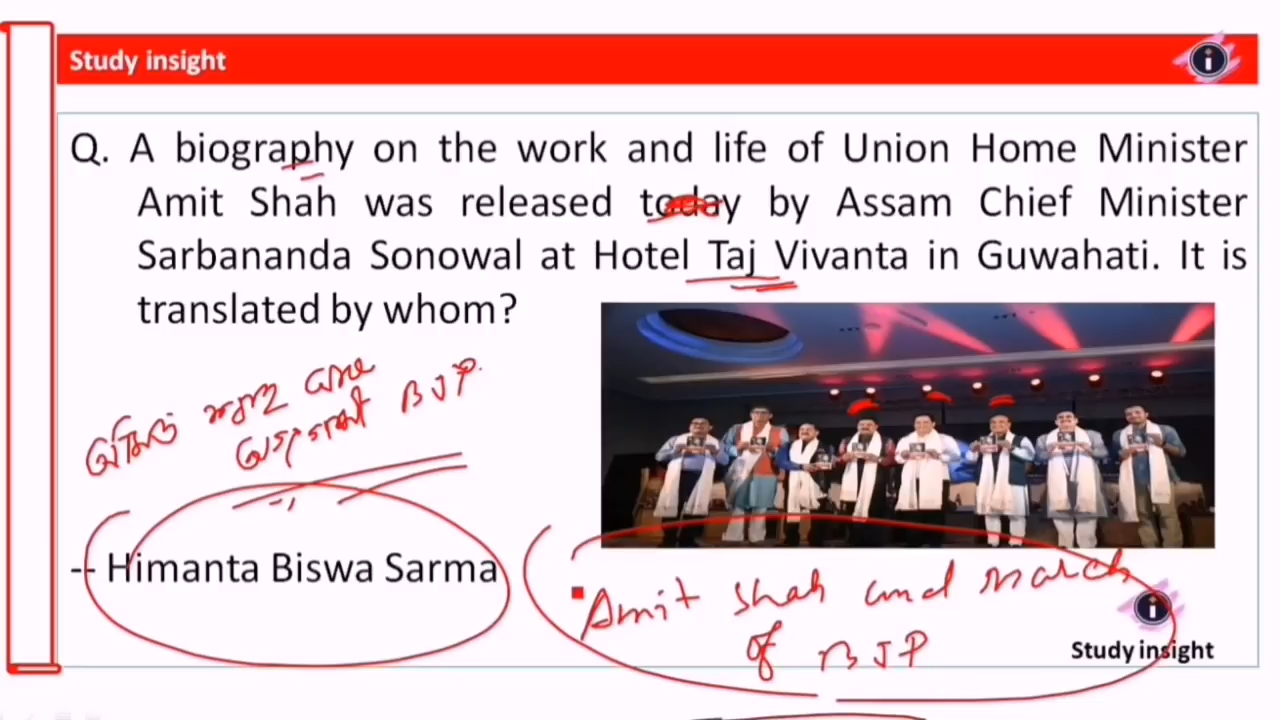 Study insight
Q. A biography on the work and life of Union Home Minister
Amit Shah was released today by Assam Chief Minister
Sarbananda Sonowal at Hotel Taj Vivanta in Guwahati. It is
translated by whom?
BJP
-- Himanta Biswa Sarma
Amit Shah and March
of BJP
Study insight